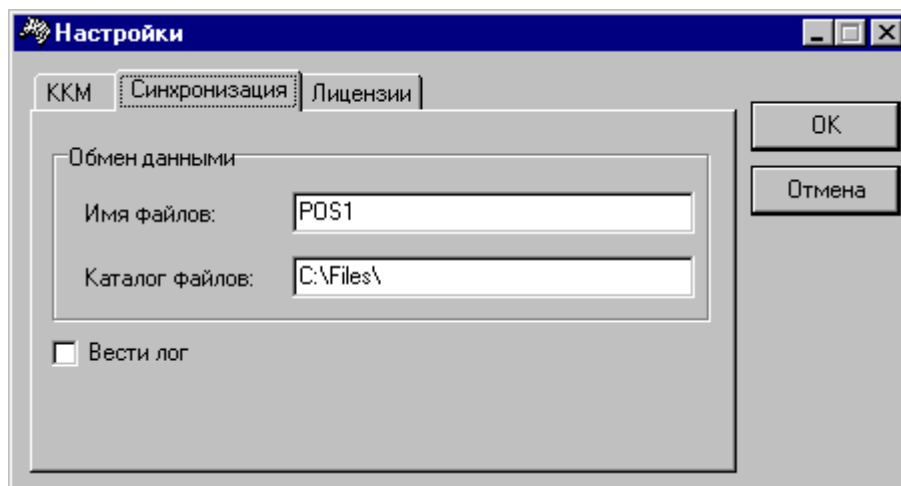 Настройки
ККМ Синхронизация Лицензии
OK
Обмен данными
Отмена
Имя файлов: POS1
Каталог файлов: C:\Files\
Вести лог